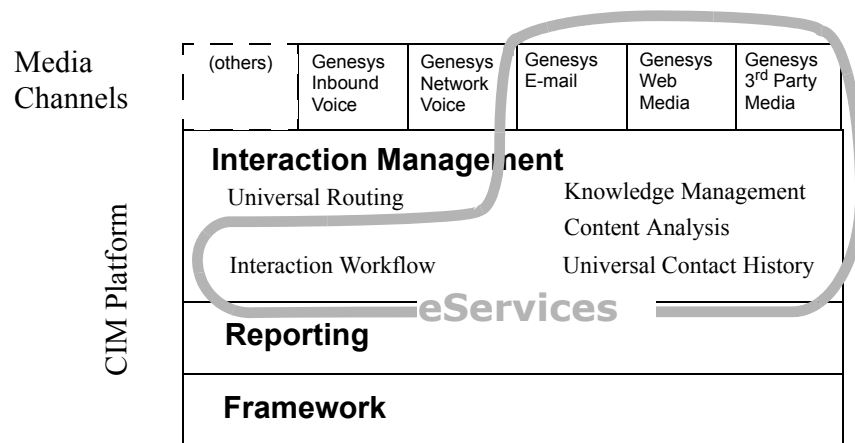 Media
Channels
(others)
Genesys
Inbound
Voice
Genesys
Network
Voice
Genesys
E-mail
Genesys
Web
Media
Genesys
3rd Party
Media
CIM Platform
Interaction Management
Universal Routing
Knowledge Management
Content Analysis
Interaction Workflow
Universal Contact History
eServices
Reporting
Framework